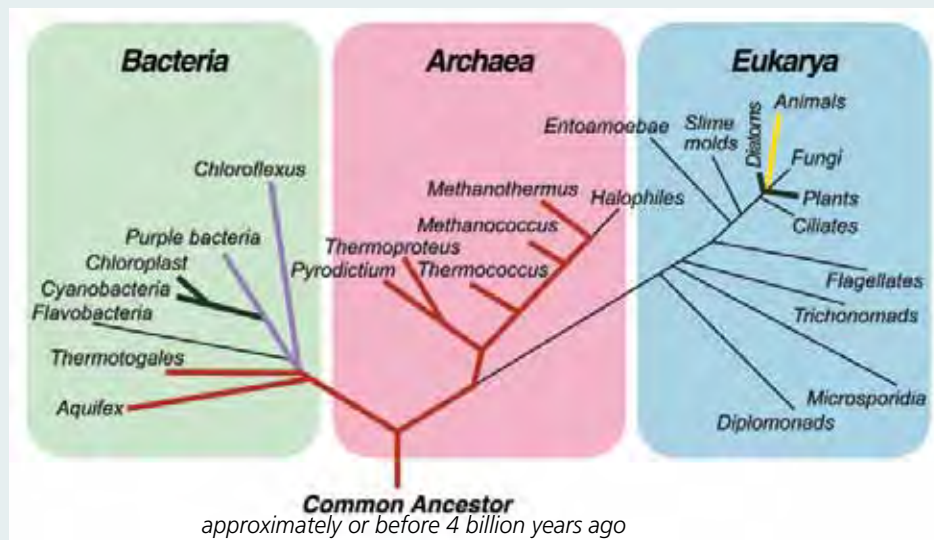 Bacteria
Archaea
Eukarya
Chloroflexus
Purple bacteria
Chloroplast
Cyanobacteria
Flavobacteria
Thermotogales
Aquifex
Methanothermus
Halophiles
Methanococcus
Thermoproteus
Pyrodictium
Thermococcus
Entoamoebae
Slime
molds
Diatoms
Animals
Fungi
Plants
Ciliates
Flagellates
Trichonomads
Microsporidia
Diplomonads
Common Ancestor
approximately or before 4 billion years ago